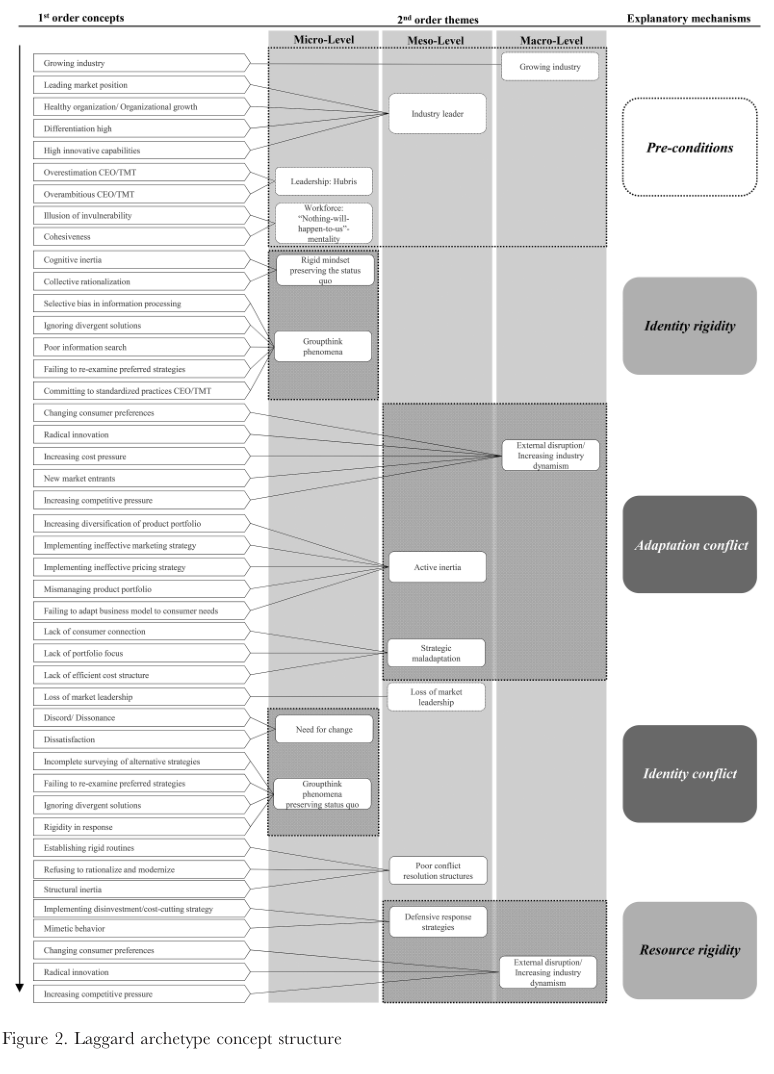 1st order concepts
2nd order themes
Explanatory mechanisms
Micro-Level
Meso-Level
Macro-Level
Growing industry
Growing industry
Leading market position
Healthy organization/ Organizational growth
Differentiation high
High innovative capabilities
Industry leader
Pre-conditions
Overestimation CEO/TMT
Overambitious CEO/TMT
Leadership: Hubris
Illusion of invulnerability
Cohesiveness
Workforce:
“Nothing-will-
happen-to-us”-
mentality
Cognitive inertia
Collective rationalization
Rigid mindset
preserving the status
quo
Selective bias in information processing
Ignoring divergent solutions
Poor information search
Failing to re-examine preferred strategies
Committing to standardized practices CEO/TMT
Groupthink
phenomena
Identity rigidity
Changing consumer preferences
Radical innovation
Increasing cost pressure
New market entrants
Increasing competitive pressure
External disruption/
Increasing industry
dynamism
Increasing diversification of product portfolio
Implementing ineffective marketing strategy
Implementing ineffective pricing strategy
Mismanaging product portfolio
Failing to adapt business model to consumer needs
Active inertia
Adaptation conflict
Lack of consumer connection
Lack of portfolio focus
Lack of efficient cost structure
Strategic
maladaptation
Loss of market leadership
Loss of market
leadership
Discord/ Dissonance
Dissatisfaction
Need for change
Incomplete surveying of alternative strategies
Failing to re-examine preferred strategies
Ignoring divergent solutions
Rigidity in response
Groupthink
phenomena
preserving status quo
Identity conflict
Establishing rigid routines
Refusing to rationalize and modernize
Structural inertia
Poor conflict
resolution structures
Implementing disinvestment/cost-cutting strategy
Mimetic behavior
Defensive response
strategies
Changing consumer preferences
Radical innovation
Increasing competitive pressure
External disruption/
Increasing industry
dynamism
Resource rigidity
Figure 2. Laggard archetype concept structure